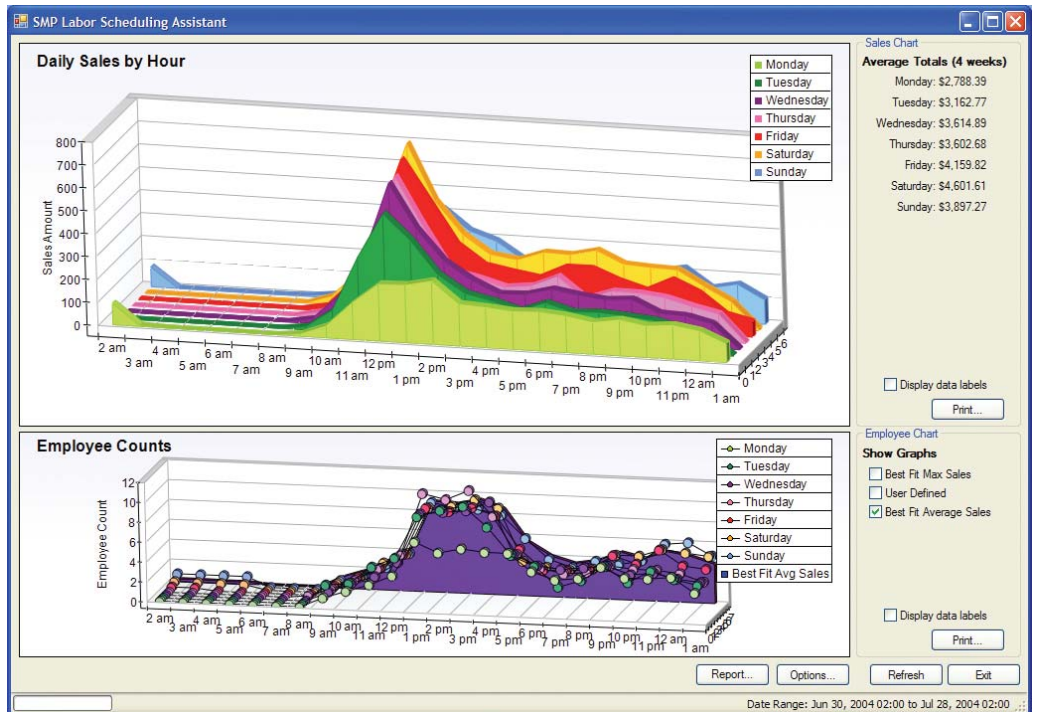 SMP Labor Scheduling Assistant
Daily Sales by Hour
Monday
Tuesday
Wednesday
Thursday
Friday
Saturday
Sunday
800
700
600
500
400
300
200
100
0
Sales Amount
2 am
3 am
4 am
5 am
6 am
7 am
8 am
9 am
10 am
11 am
12 pm
1 pm
2 pm
3 pm
4 pm
5 pm
6 pm
7 pm
8 pm
9 pm
10 pm
11 pm
12 am
1 am
0
1
2
3
4
5
6
Sales Chart
Average Totals (4 weeks)
Monday: $2,788.39
Tuesday: $3,162.77
Wednesday: $3,614.89
Thursday: $3,602.68
Friday: $4,159.82
Saturday: $4,601.61
Sunday: $3,897.27
Display data labels
Print...
Employee Counts
Monday
Tuesday
Wednesday
Thursday
Friday
Saturday
Sunday
Best Fit Avg Sales
12
10
8
6
4
2
0
Employee Count
2 am
3 am
4 am
5 am
6 am
7 am
8 am
9 am
10 am
11 am
12 pm
1 pm
2 pm
3 pm
4 pm
5 pm
6 pm
7 pm
8 pm
9 pm
10 pm
11 pm
12 am
1 am
Employee Chart
Show Graphs
Best Fit Max Sales
User Defined
Best Fit Average Sales
Display data labels
Print...
Report...
Options...
Refresh
Exit
Date Range: Jun 30, 2004 02:00 to Jul 28, 2004 02:00